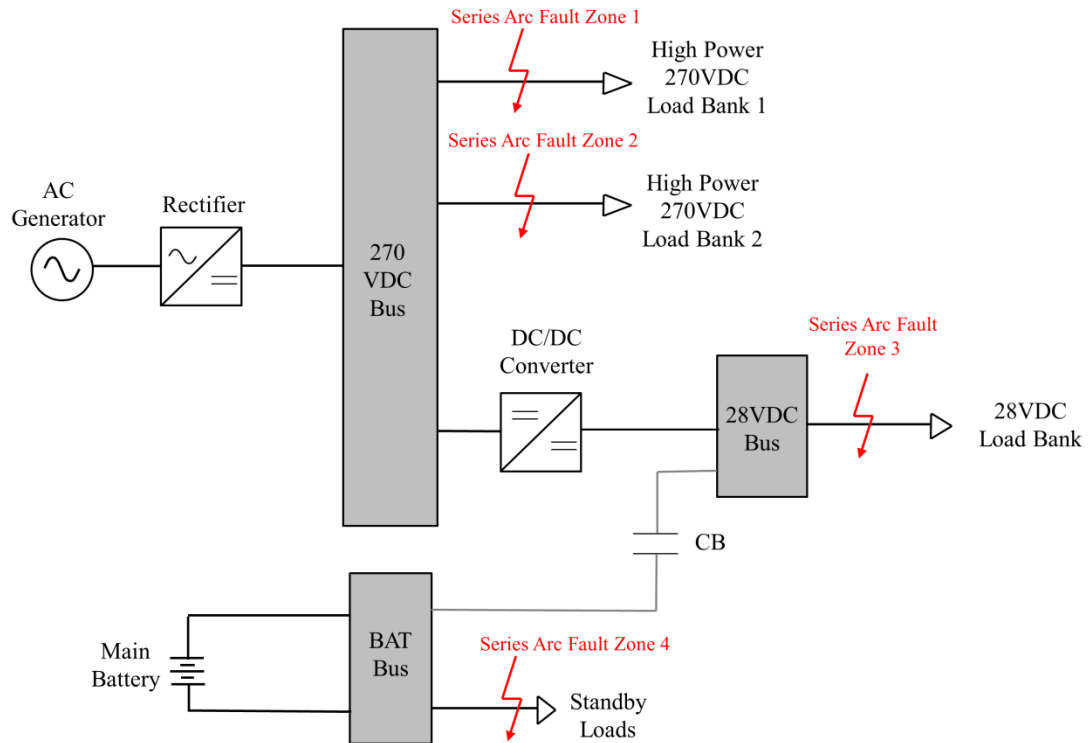 Series Arc Fault Zone 1
High Power
270VDC
Load Bank 1
Series Arc Fault Zone 2
High Power
270VDC
Load Bank 2
AC
Generator
Rectifier
270
VDC
Bus
DC/DC
Converter
Series Arc Fault
Zone 3
28VDC
Bus
28VDC
Load Bank
CB
Main
Battery
BAT
Bus
Series Arc Fault Zone 4
Standby
Loads